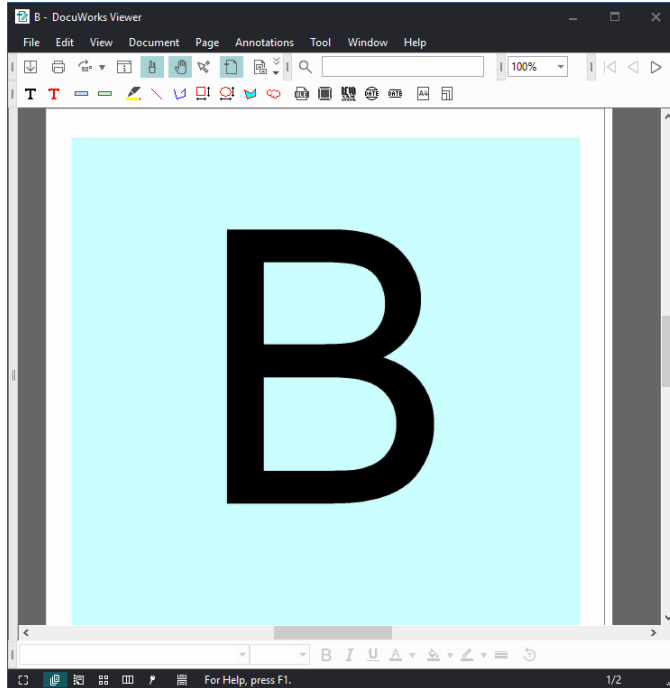 B - DocuWorks Viewer
File Edit View Document Page Annotations Tool Window Help
100%
T T
B
B I U A
For Help, press F1. 1/2